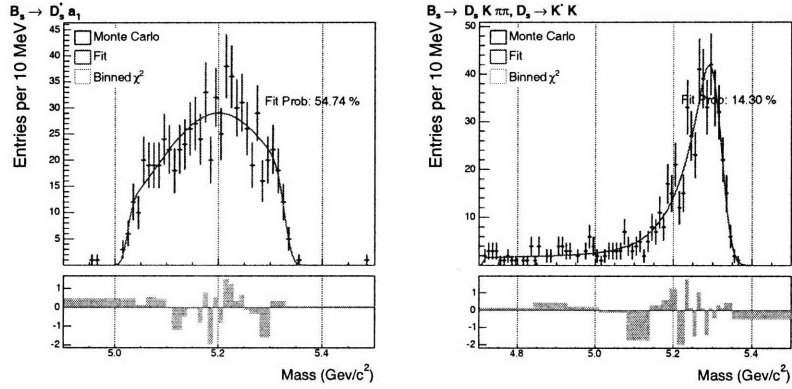 B_s → D_s^* a_1
Entries per 10 MeV
Monte Carlo
Fit
Binned χ²
Fit Prob: 54.74 %
45
40
35
30
25
20
15
10
5
1
0
-1
-2
5.0
5.2
5.4
Mass (Gev/c²)
B_s → D_s K ππ, D_s → K^* K
Entries per 10 MeV
Monte Carlo
Fit
Binned χ²
Fit Prob: 14.30 %
50
40
30
20
10
1
0
-1
-2
4.8
5.0
5.2
5.4
Mass (Gev/c²)